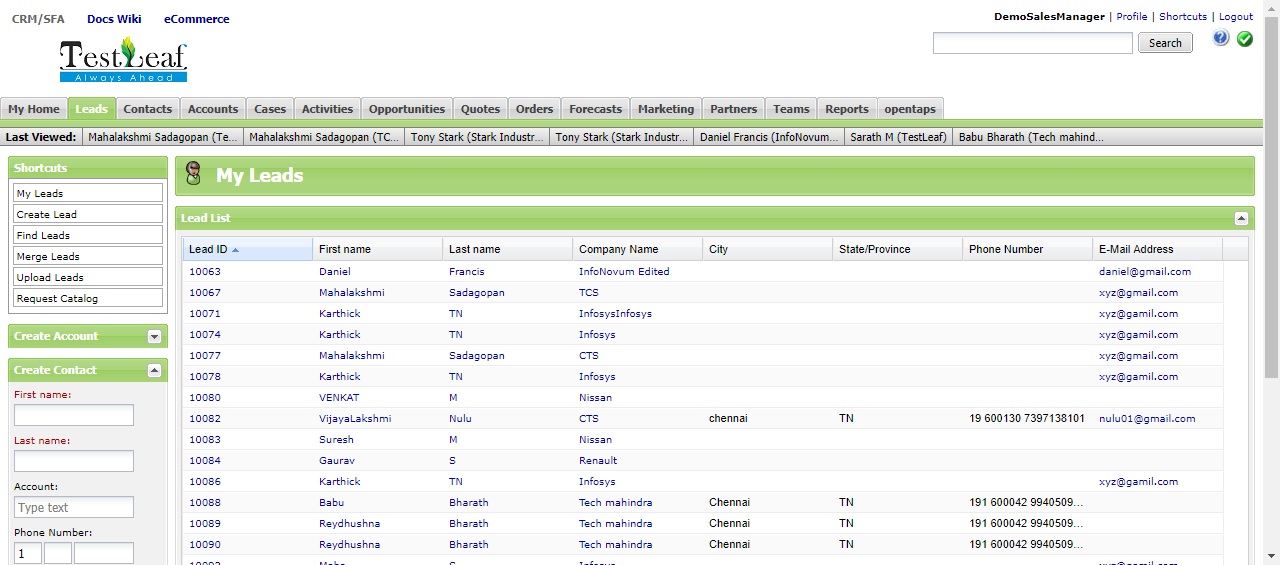 CRM/SFA Docs Wiki eCommerce
DemoSalesManager | Profile | Shortcuts | Logout
TestLeaf
Always Ahead
Search
My Home Leads Contacts Accounts Cases Activities Opportunities Quotes Orders Forecasts Marketing Partners Teams Reports opentaps
Last Viewed: Mahalakshmi Sadagopan (Te... Mahalakshmi Sadagopan (TC... Tony Stark (Stark Industr... Tony Stark (Stark Industr... Daniel Francis (InfoNovum... Sarath M (TestLeaf) Babu Bharath (Tech mahind...
Shortcuts
My Leads
Create Lead
Find Leads
Merge Leads
Upload Leads
Request Catalog
Create Account
Create Contact
First name:
Last name:
Account:
Type text
Phone Number:
1
My Leads
Lead List
Lead ID First name Last name Company Name City State/Province Phone Number E-Mail Address
10063 Daniel Francis InfoNovum Edited daniel@gmail.com
10067 Mahalakshmi Sadagopan TCS xyz@gmail.com
10071 Karthick TN InfosysInfosys xyz@gamil.com
10074 Karthick TN Infosys xyz@gamil.com
10077 Mahalakshmi Sadagopan CTS xyz@gmail.com
10078 Karthick TN Infosys xyz@gamil.com
10080 VENKAT M Nissan
10082 VijayaLakshmi Nulu CTS chennai TN 19 600130 7397138101 nulu01@gmail.com
10083 Suresh M Nissan
10084 Gaurav S Renault
10086 Karthick TN Infosys xyz@gamil.com
10088 Babu Bharath Tech mahindra Chennai TN 191 600042 9940509...
10089 Reydhushna Bharath Tech mahindra Chennai TN 191 600042 9940509...
10090 Reydhushna Bharath Tech mahindra Chennai TN 191 600042 9940509...